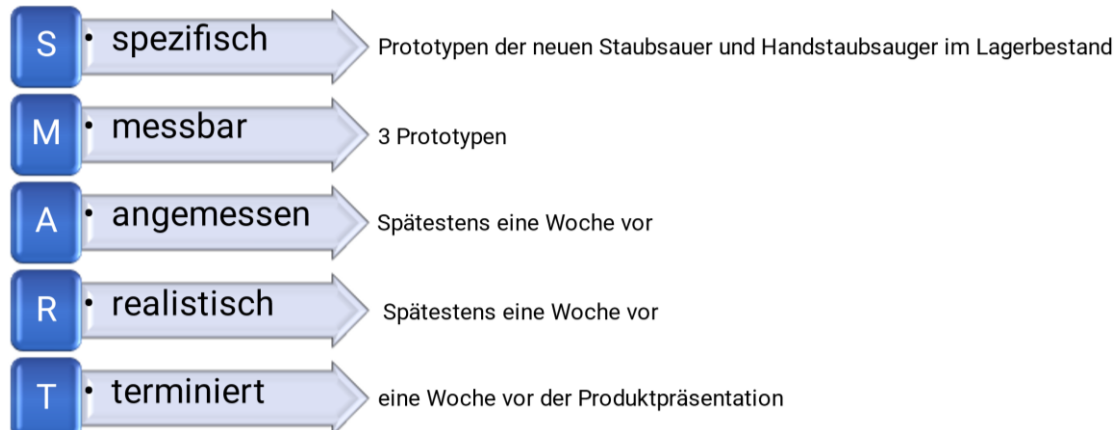 S • spezifisch Prototypen der neuen Staubsauer und Handstaubsauger im Lagerbestand
M • messbar 3 Prototypen
A • angemessen Spätestens eine Woche vor
R • realistisch Spätestens eine Woche vor
T • terminiert eine Woche vor der Produktpräsentation